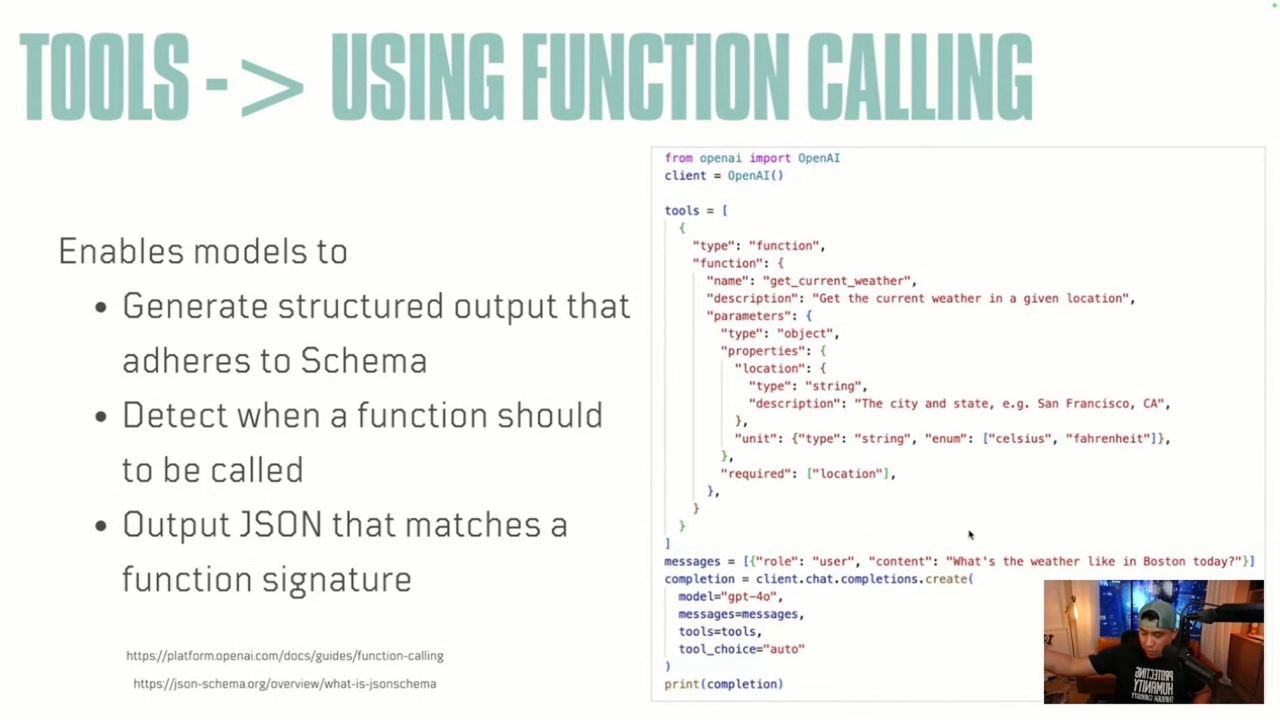 TOOLS -> USING FUNCTION CALLING
Enables models to
• Generate structured output that
adheres to Schema
• Detect when a function should
to be called
• Output JSON that matches a
function signature
https://platform.openai.com/docs/guides/function-calling
https://json-schema.org/overview/what-is-jsonschema
from openai import OpenAI
client = OpenAI()
tools = [
{
"type": "function",
"function": {
"name": "get_current_weather",
"description": "Get the current weather in a given location",
"parameters": {
"type": "object",
"properties": {
"location": {
"type": "string",
"description": "The city and state, e.g. San Francisco, CA",
},
"unit": {"type": "string", "enum": ["celsius", "fahrenheit"]},
},
"required": ["location"],
},
}
}
]
messages = [{"role": "user", "content": "What's the weather like in Boston today?"}]
completion = client.chat.completions.create(
model="gpt-4o",
messages=messages,
tools=tools,
tool_choice="auto"
)
print(completion)
PROTECTING
HUMANITY
THROUGH CURIOSITY